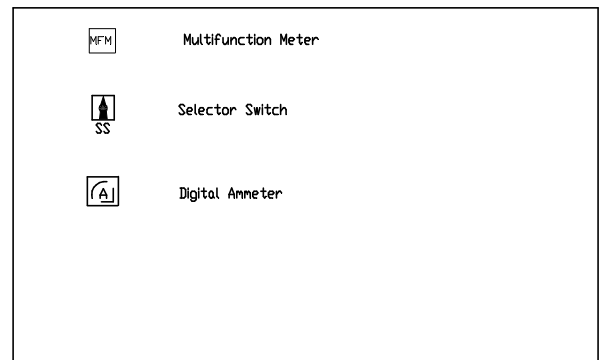 MFM Multifunction Meter
Selector Switch
SS
A Digital Ammeter